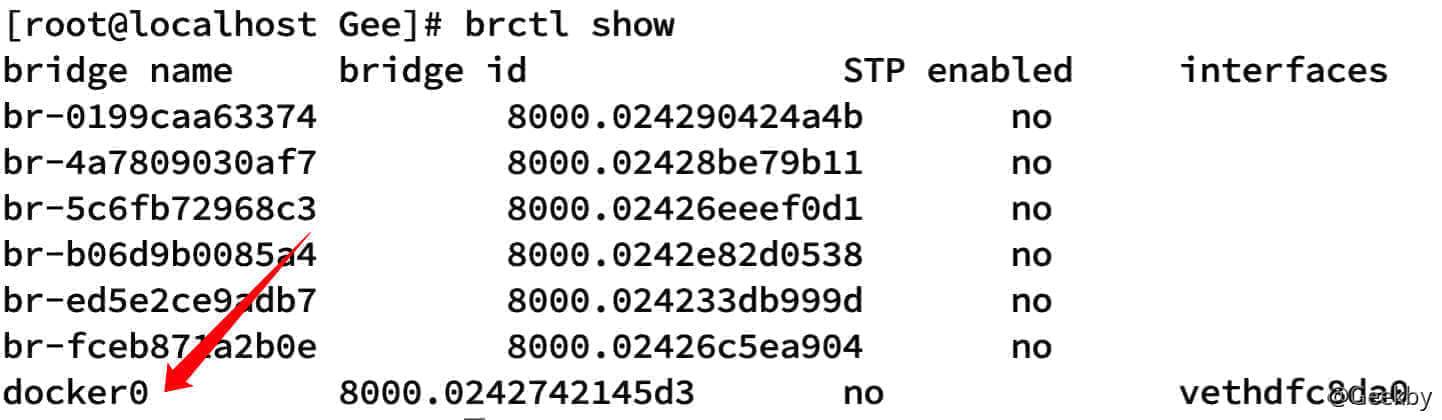 [root@localhost Gee]# brctl show
bridge name bridge id STP enabled interfaces
br-0199caa63374 8000.024290424a4b no
br-4a7809030af7 8000.02428be79b11 no
br-5c6fb72968c3 8000.02426eeef0d1 no
br-b06d9b0085a4 8000.0242e82d0538 no
br-ed5e2ce9adb7 8000.024233db999d no
br-fceb871a2b0e 8000.02426c5ea904 no
docker0 8000.0242742145d3 no vethdfc8da0
@Geekby